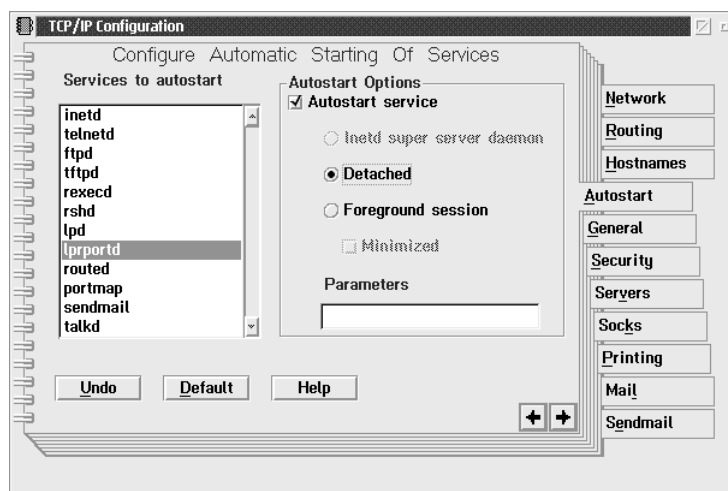 TCP/IP Configuration
Configure Automatic Starting Of Services
Services to autostart
inetd
telnetd
ftpd
tftpd
rexecd
rshd
lpd
lprportd
routed
portmap
sendmail
talkd
Autostart Options
Autostart service
Inetd super server daemon
Detached
Foreground session
Minimized
Parameters
Undo
Default
Help
Network
Routing
Hostnames
Autostart
General
Security
Servers
Socks
Printing
Mail
Sendmail